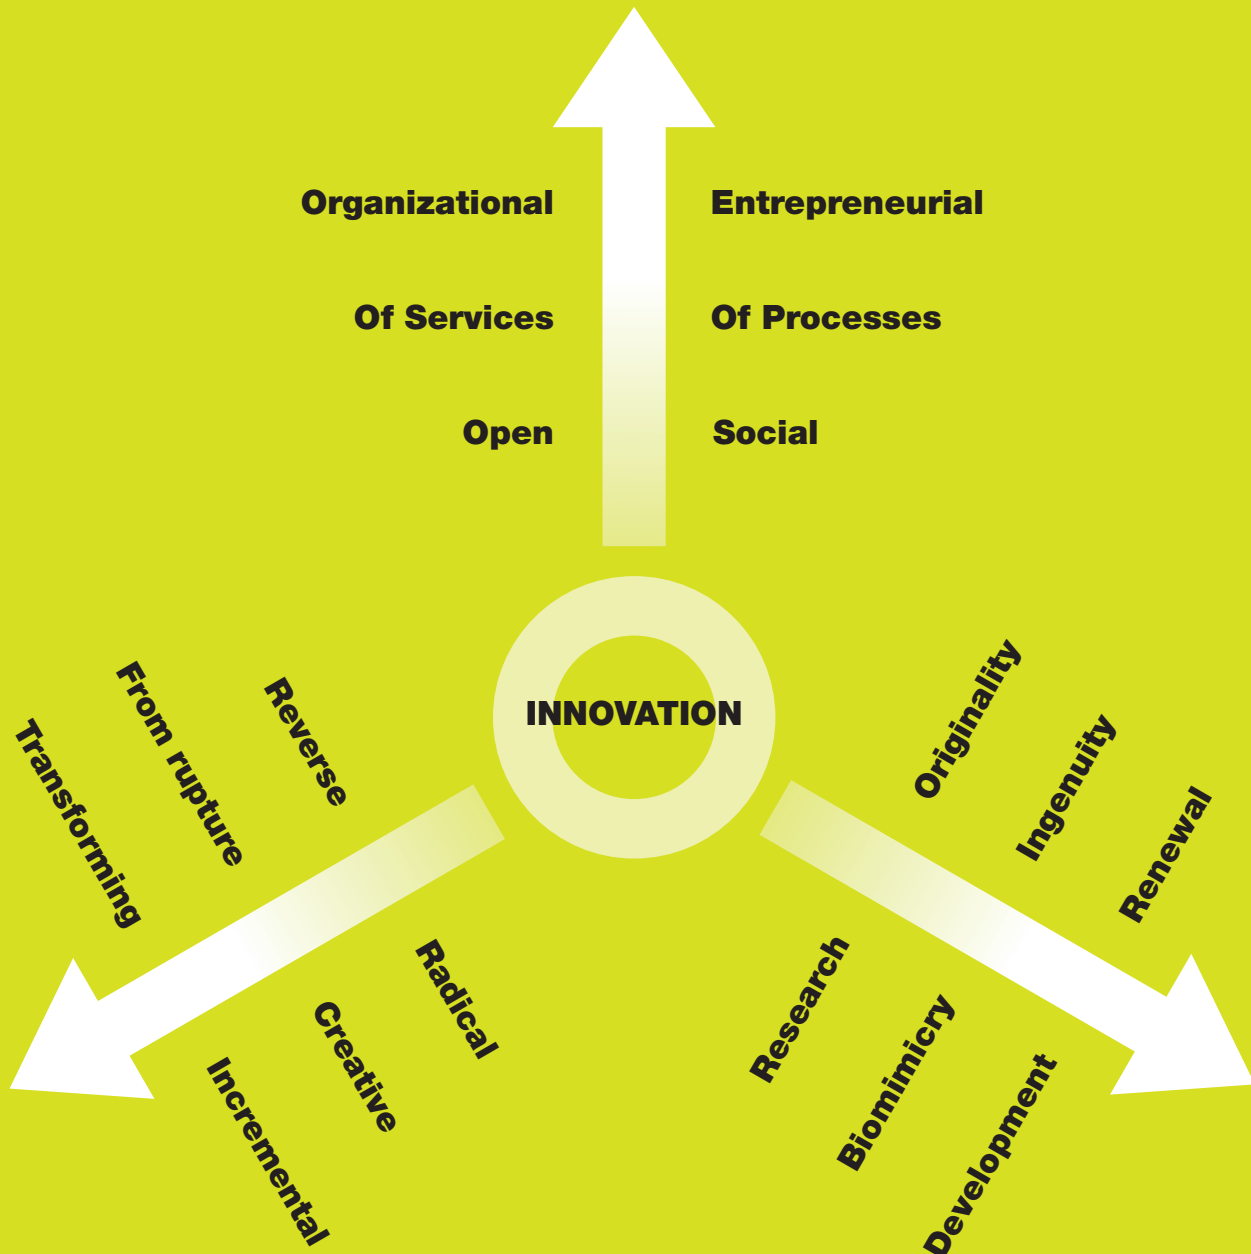 Organizational
Entrepreneurial
Of Services
Of Processes
Open
Social
INNOVATION
Transforming
From rupture
Reverse
Incremental
Creative
Radical
Originality
Ingenuity
Renewal
Research
Biomimicry
Development